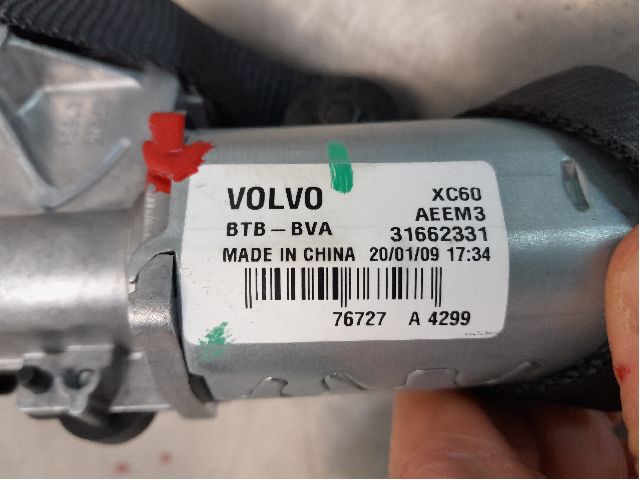 VOLVO XC60
AEEM3
BTB-BVA 31662331
MADE IN CHINA 20/01/09 17:34
76727 A 4299